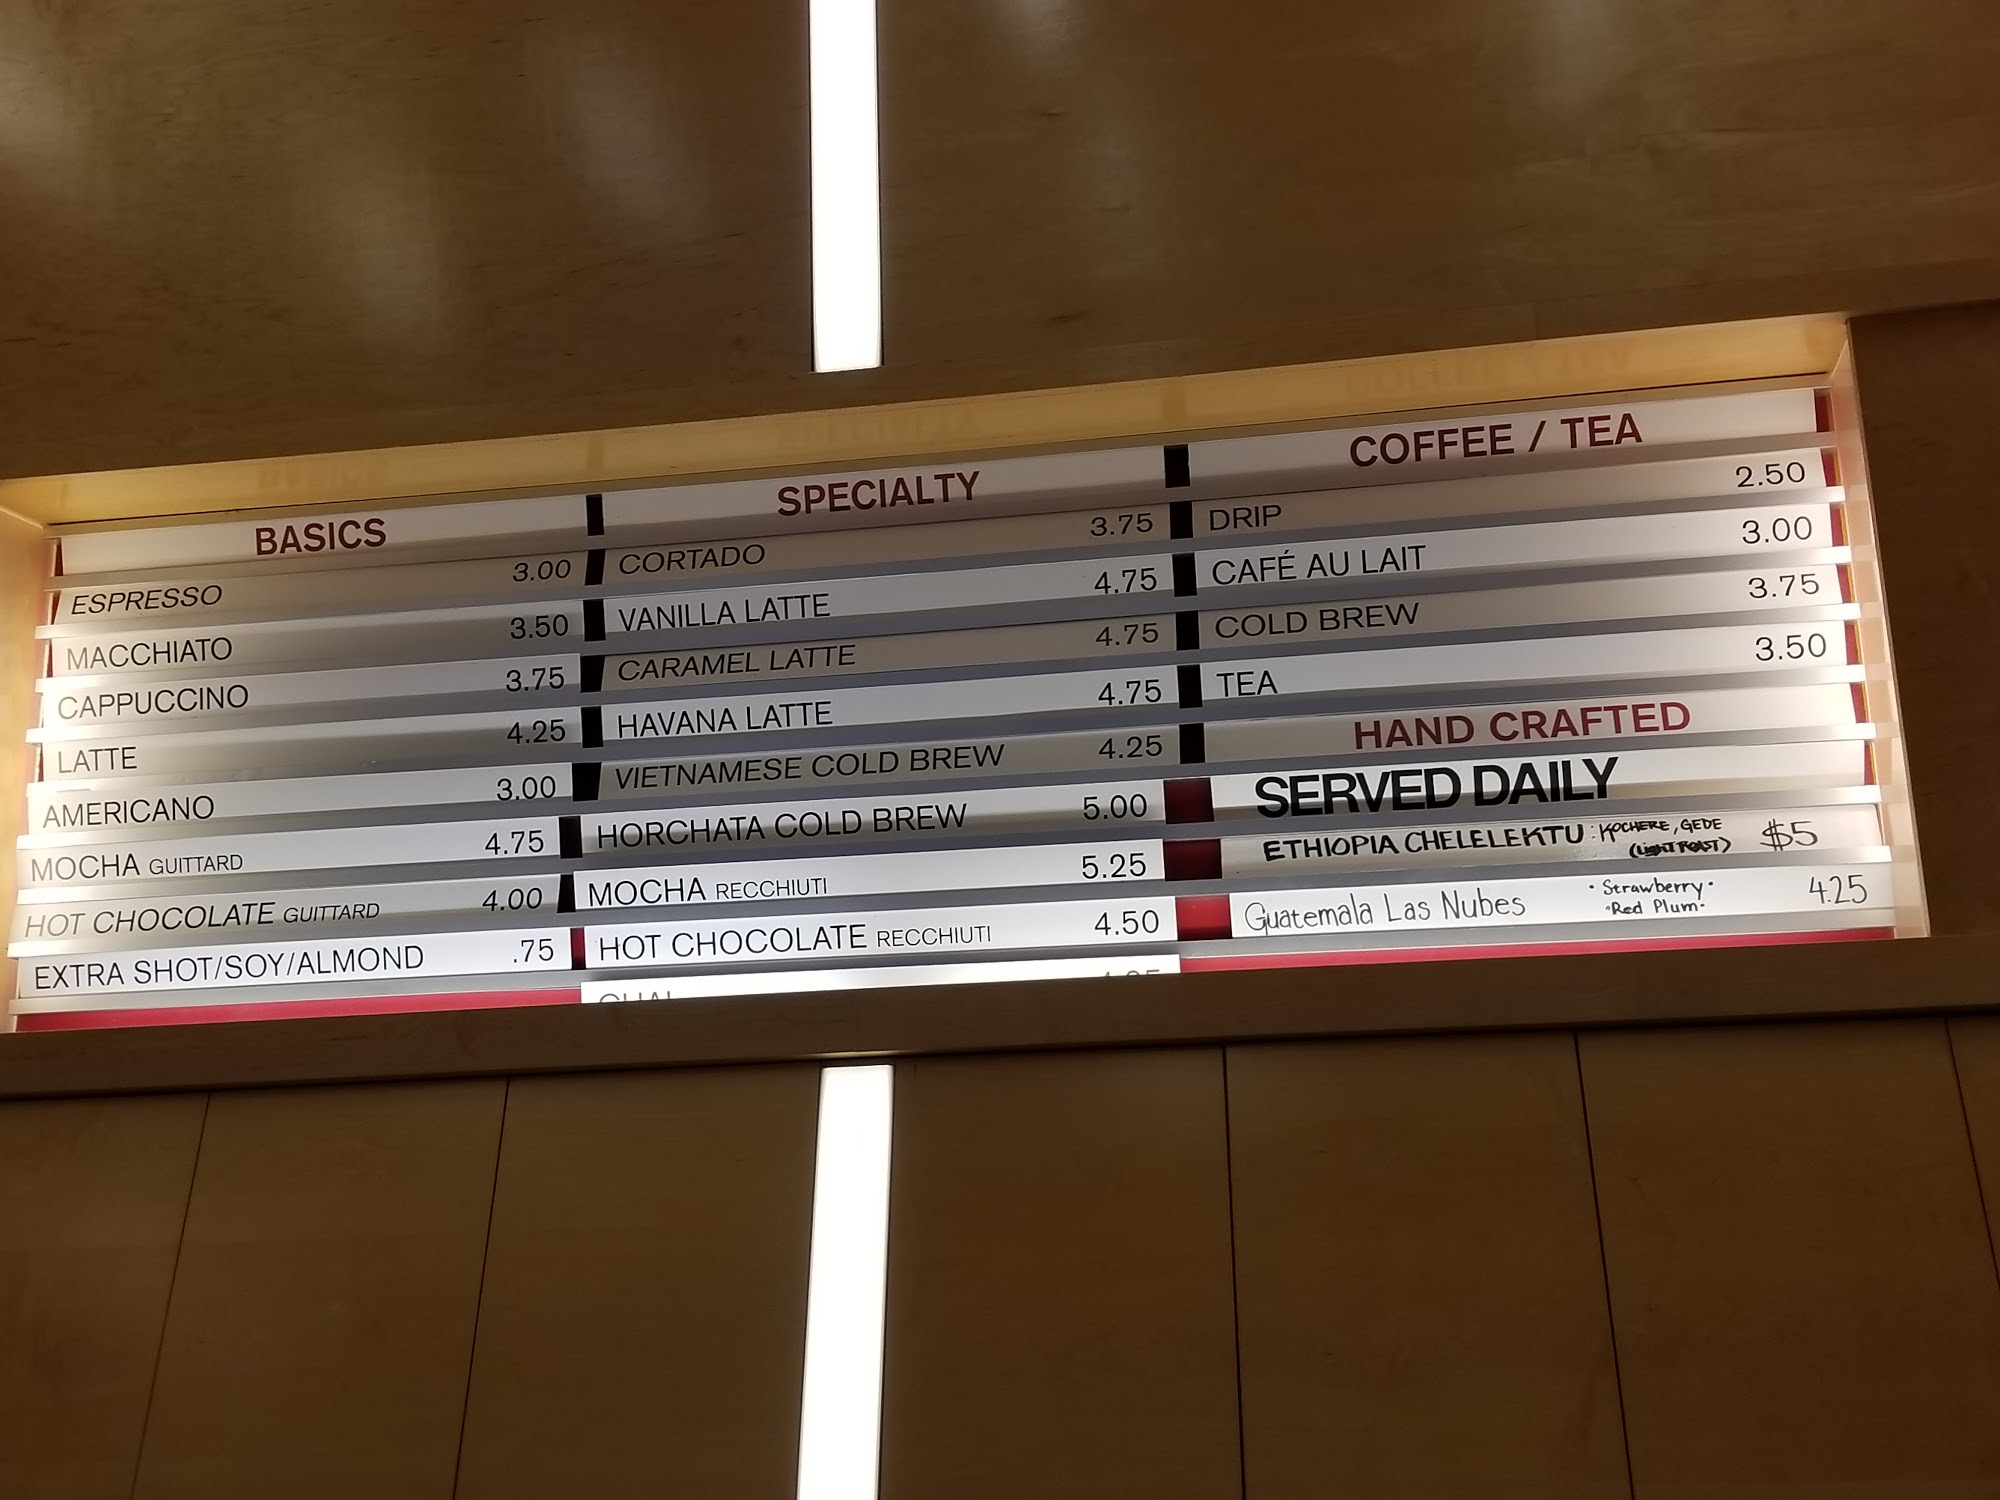 BASICS
ESPRESSO 3.00
MACCHIATO 3.50
CAPPUCCINO 3.75
LATTE 4.25
AMERICANO 3.00
MOCHA GUITTARD 4.75
HOT CHOCOLATE GUITTARD 4.00
EXTRA SHOT/SOY/ALMOND .75
SPECIALTY
CORTADO 3.75
VANILLA LATTE 4.75
CARAMEL LATTE 4.75
HAVANA LATTE 4.75
VIETNAMESE COLD BREW 4.25
HORCHATA COLD BREW 5.00
MOCHA RECCHIUTI 5.25
HOT CHOCOLATE RECCHIUTI 4.50
CHAI
COFFEE / TEA
DRIP 2.50
CAFÉ AU LAIT 3.00
COLD BREW 3.75
TEA 3.50
HAND CRAFTED
SERVED DAILY
ETHIOPIA CHELELEKTU : KOCHERE, GEDE $5
(LIGHT ROAST)
Guatemala Las Nubes • Strawberry • 4.25
• Red Plum •